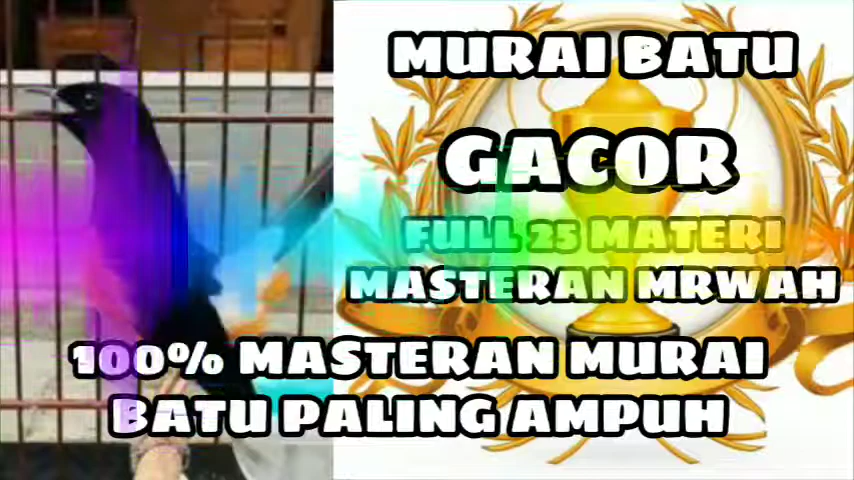 MURAI BATU
GACOR
FULL 25 MATERI
MASTERAN MRWAH
100% MASTERAN MURAI
BATU PALING AMPUH